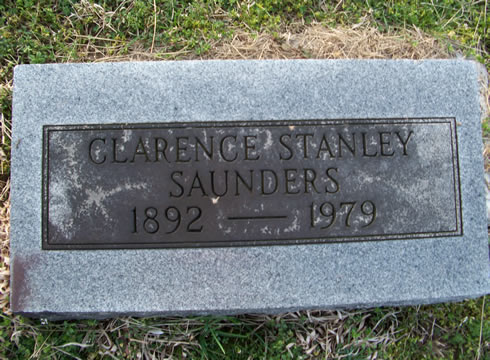 CLARENCE STANLEY
SAUNDERS
1892 — 1979